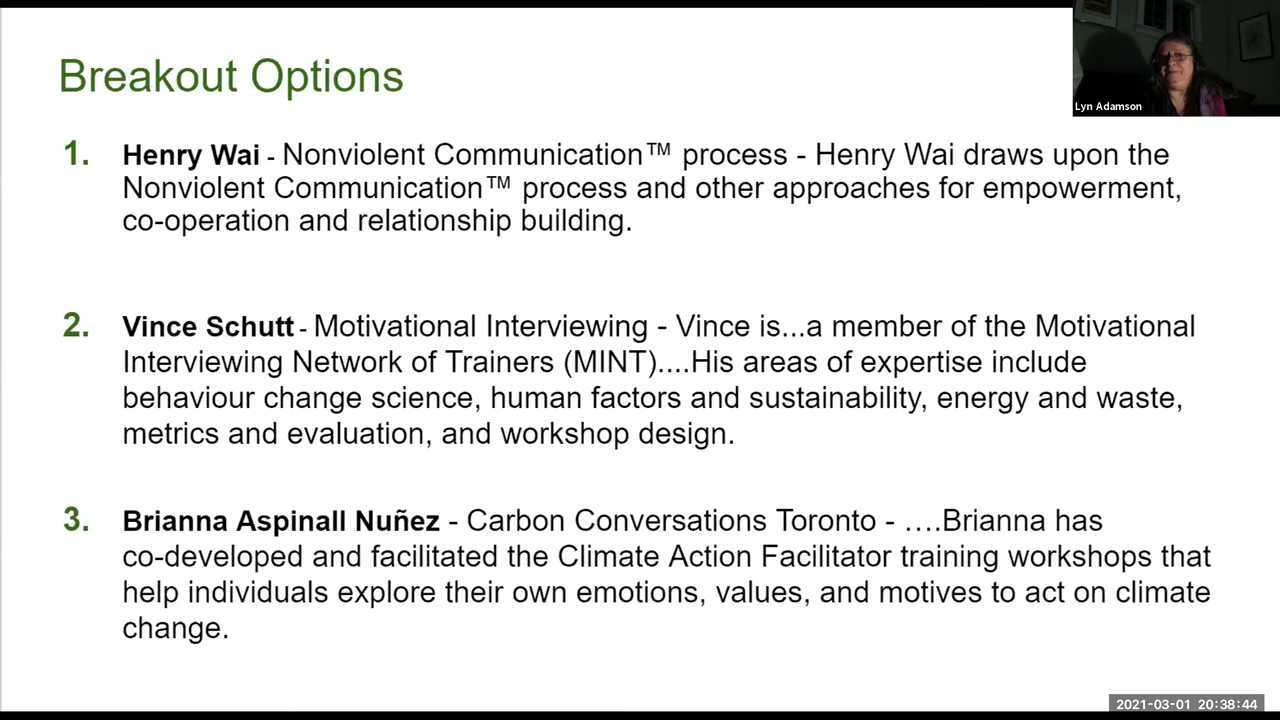 Breakout Options
Lyn Adamson
1. Henry Wai - Nonviolent Communication™ process - Henry Wai draws upon the
Nonviolent Communication™ process and other approaches for empowerment,
co-operation and relationship building.
2. Vince Schutt - Motivational Interviewing - Vince is...a member of the Motivational
Interviewing Network of Trainers (MINT)....His areas of expertise include
behaviour change science, human factors and sustainability, energy and waste,
metrics and evaluation, and workshop design.
3. Brianna Aspinall Nuñez - Carbon Conversations Toronto - ….Brianna has
co-developed and facilitated the Climate Action Facilitator training workshops that
help individuals explore their own emotions, values, and motives to act on climate
change.
2021-03-01 20:38:44